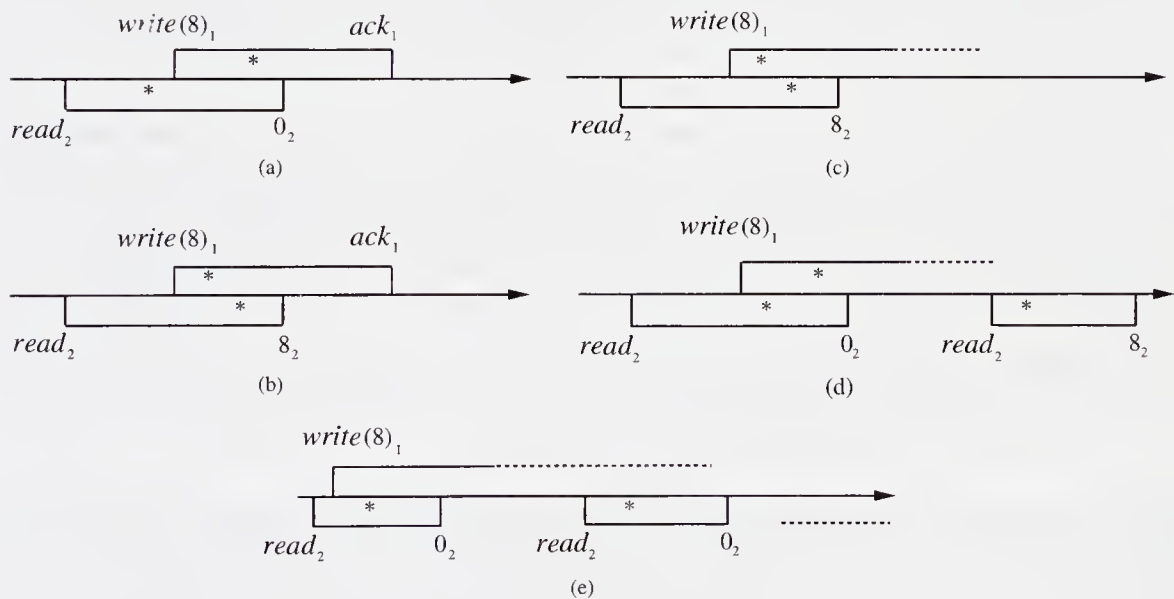 write(8)₁ ack₁
* *
read₂ 0₂
(a)
write(8)₁
* *
read₂ 8₂
(c)
write(8)₁ ack₁
* *
read₂ 8₂
(b)
write(8)₁
* * *
read₂ 0₂ read₂ 8₂
(d)
write(8)₁
* *
read₂ 0₂ read₂ 0₂
(e)